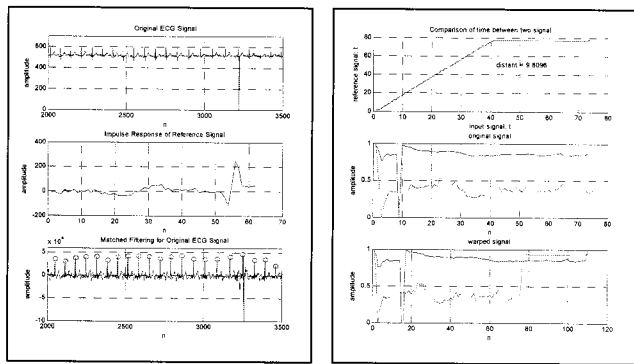 Original ECG Signal
600
400
200
0
amplitude
2000 2500 3000 3500
n
Impulse Response of Reference Signal
400
200
0
-200
amplitude
0 10 20 30 40 50 60 70
n
Matched Filtering for Original ECG Signal
x 10⁴
5
0
-5
-10
amplitude
2000 2500 3000 3500
n
Comparison of time between two signal
80
60
40
20
0
reference signal, t
distant = 9.8096
0 10 20 30 40 50 60 70 80
input signal, t
original signal
1
0.5
0
amplitude
0 10 20 30 40 50 60 70 80
n
warped signal
1
0.5
0
amplitude
0 20 40 60 80 100 120
n